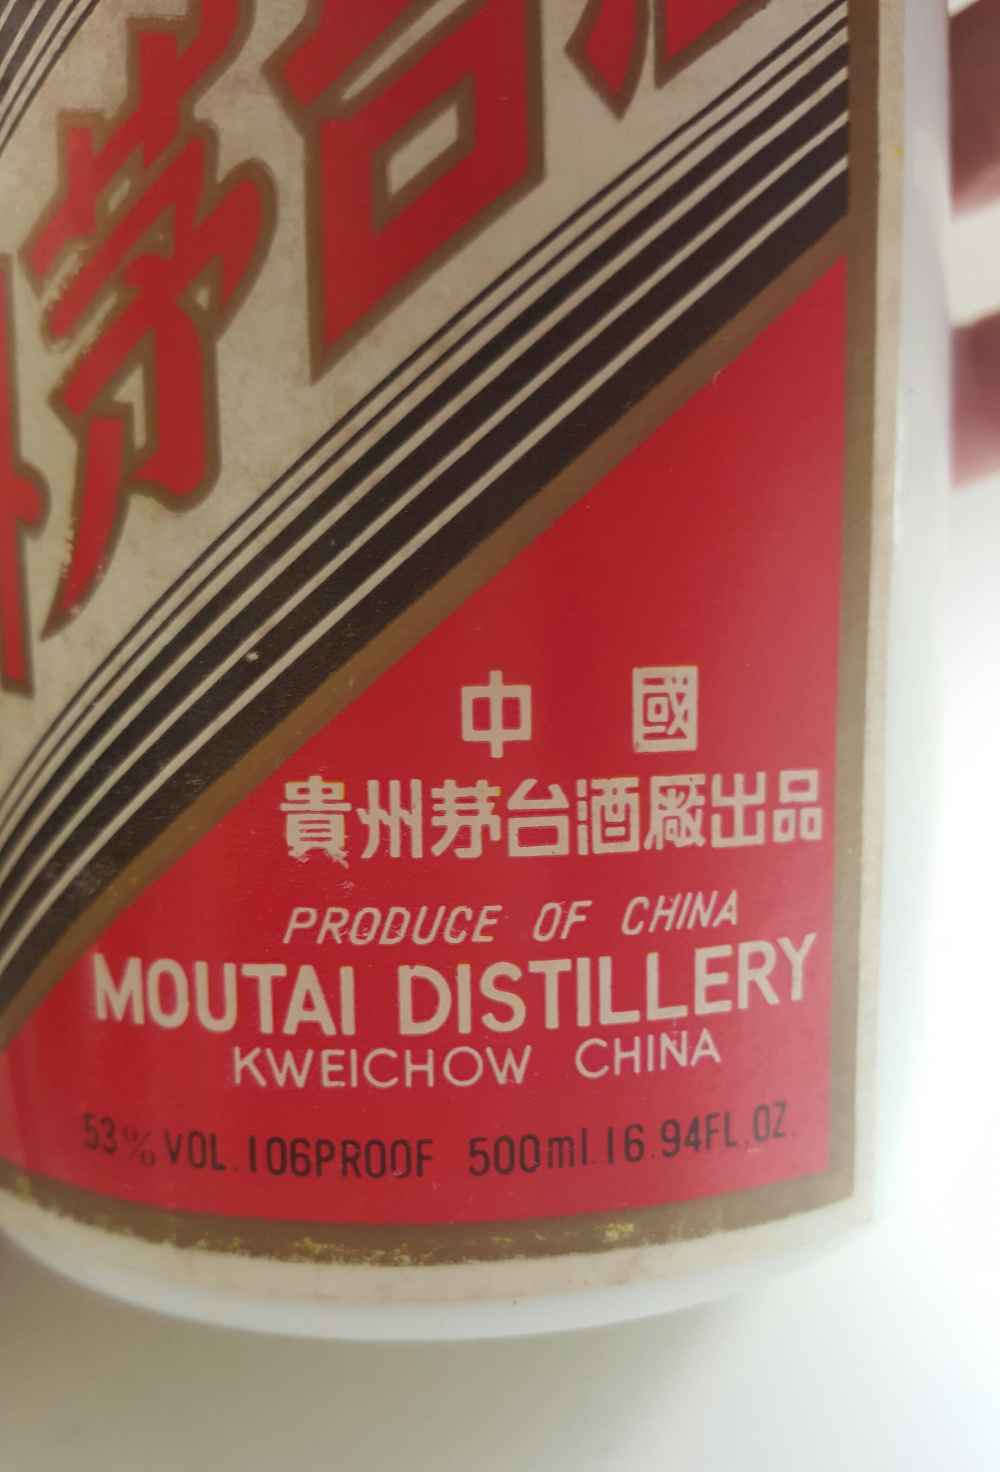 茅台
中國
貴州茅台酒廠出品
PRODUCE OF CHINA
MOUTAI DISTILLERY
KWEICHOW CHINA
53% VOL. 106PROOF 500ml. 16.94FL.OZ.